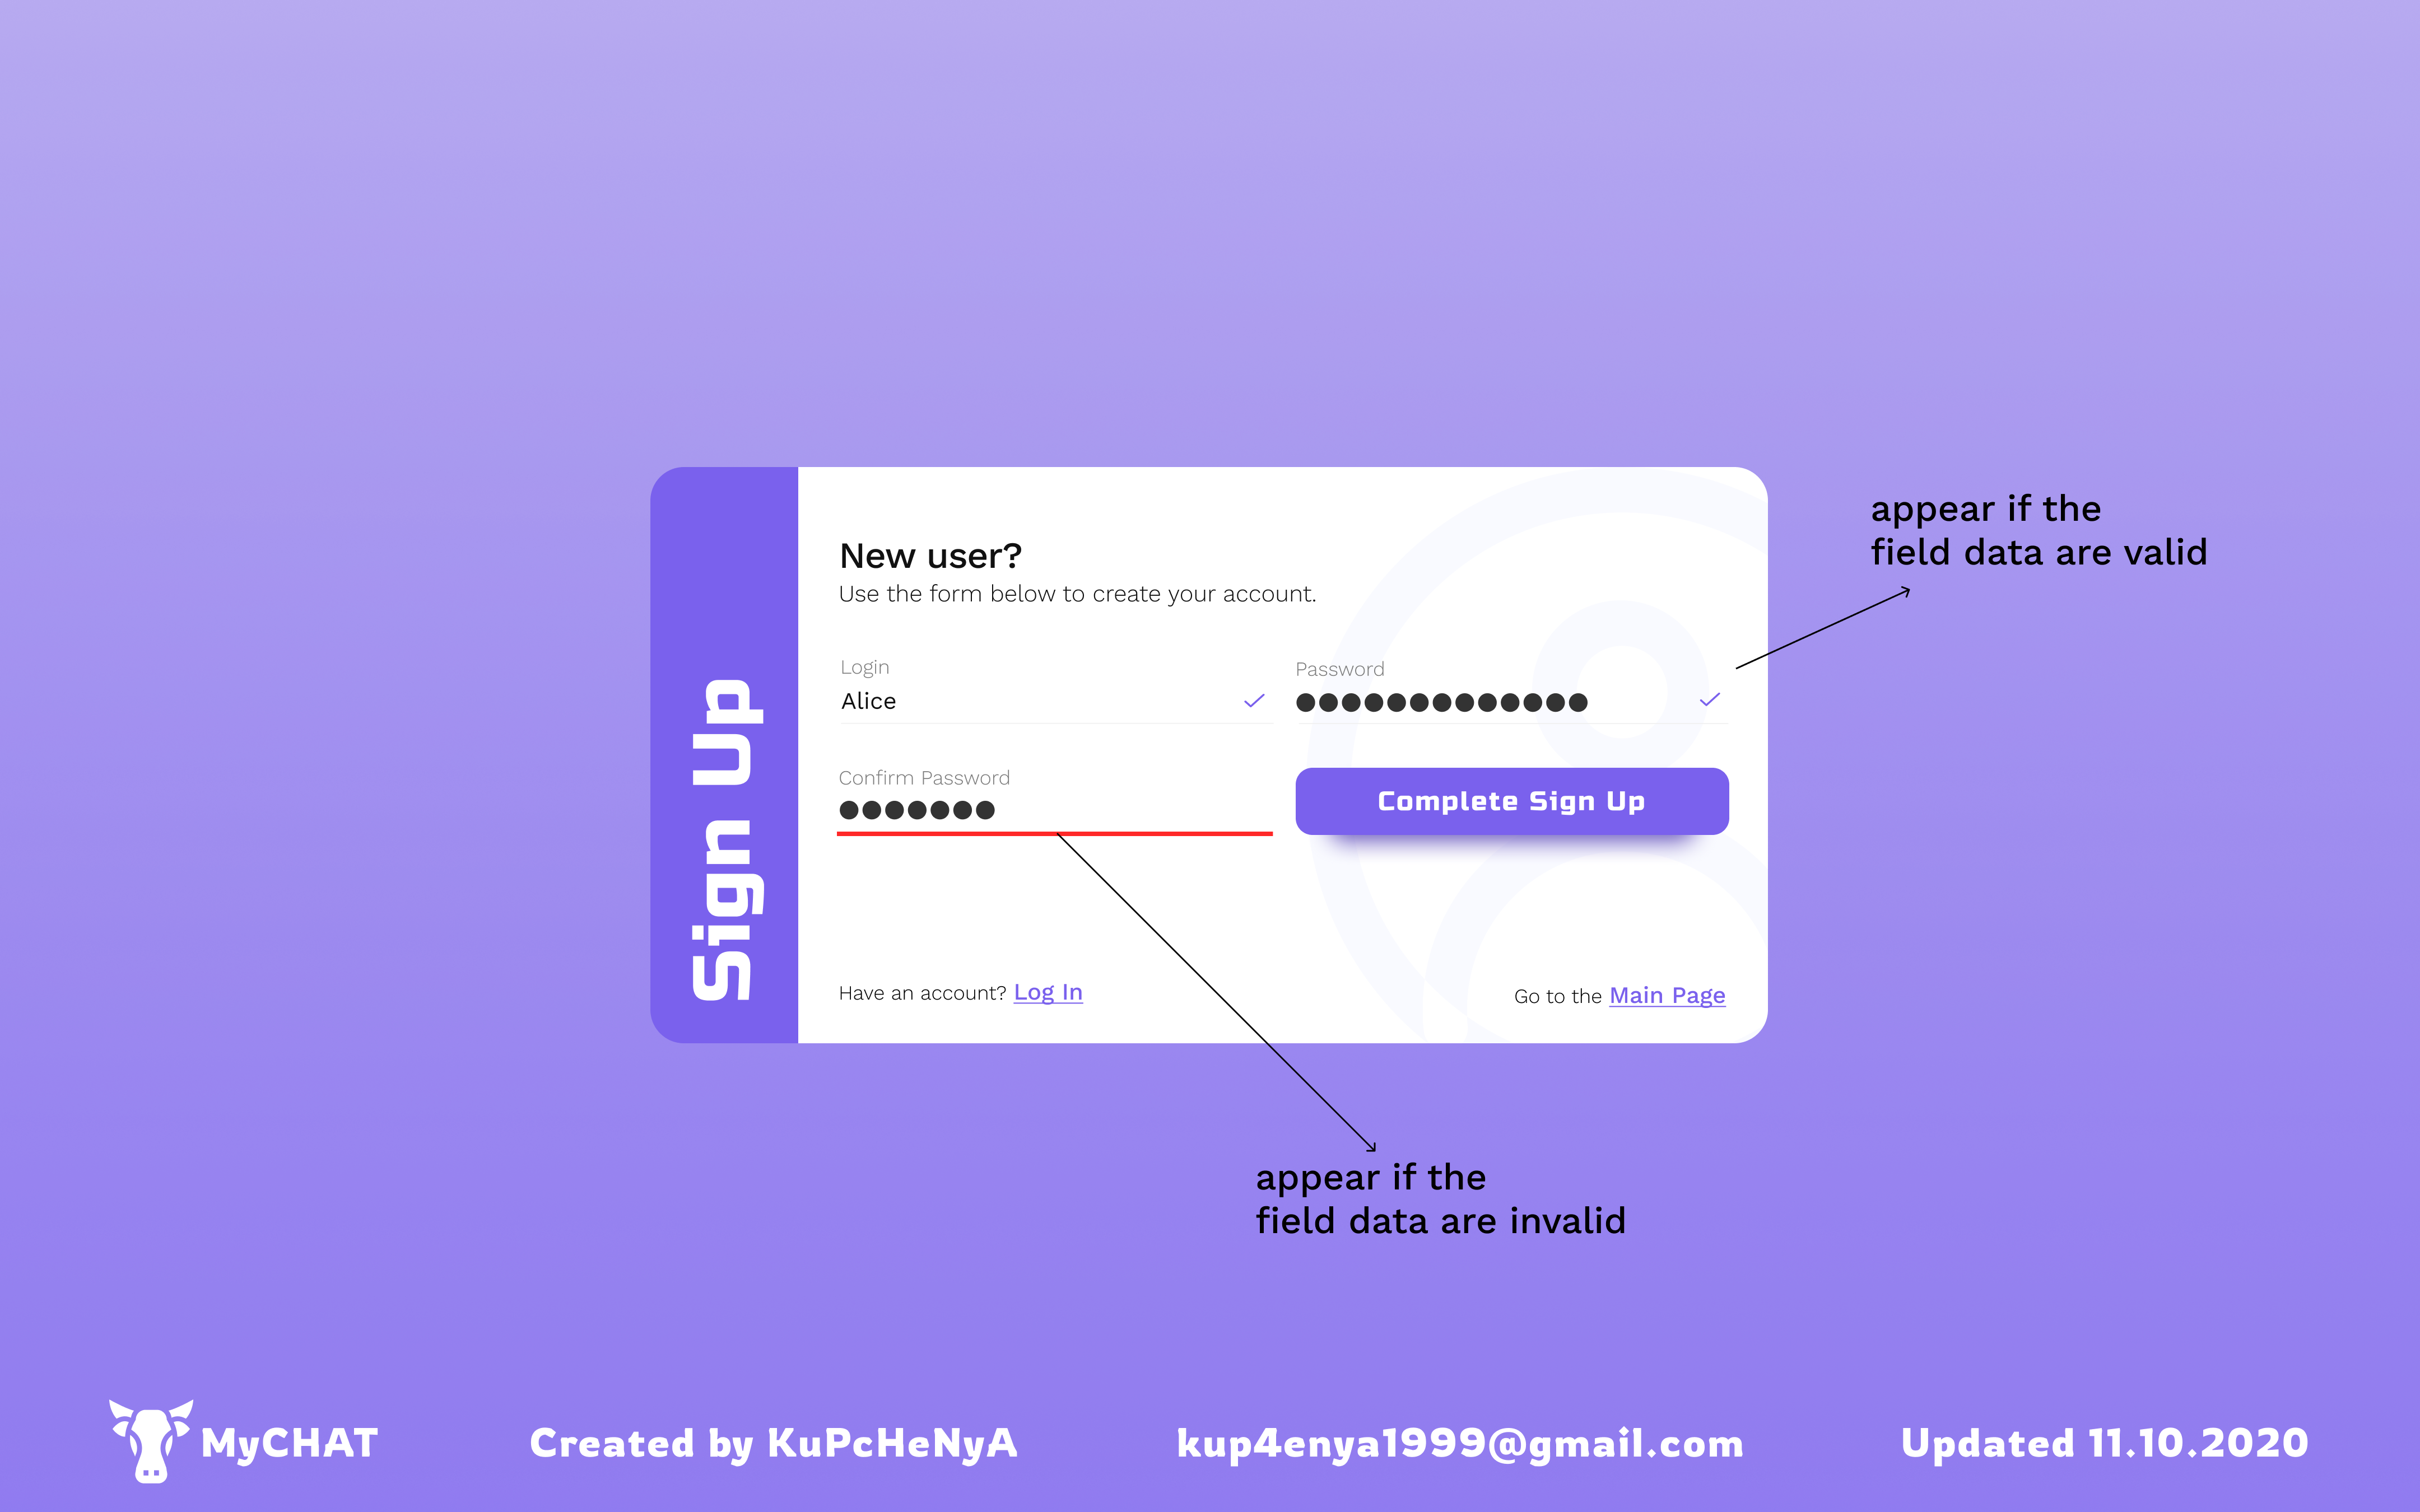 Sign Up
New user?
Use the form below to create your account.
appear if the
field data are valid
Login
Alice
Password
Confirm Password
Complete Sign Up
Have an account? Log In
Go to the Main Page
appear if the
field data are invalid
MyCHAT
Created by KuPcHeNyA
kup4enya1999@gmail.com
Updated 11.10.2020